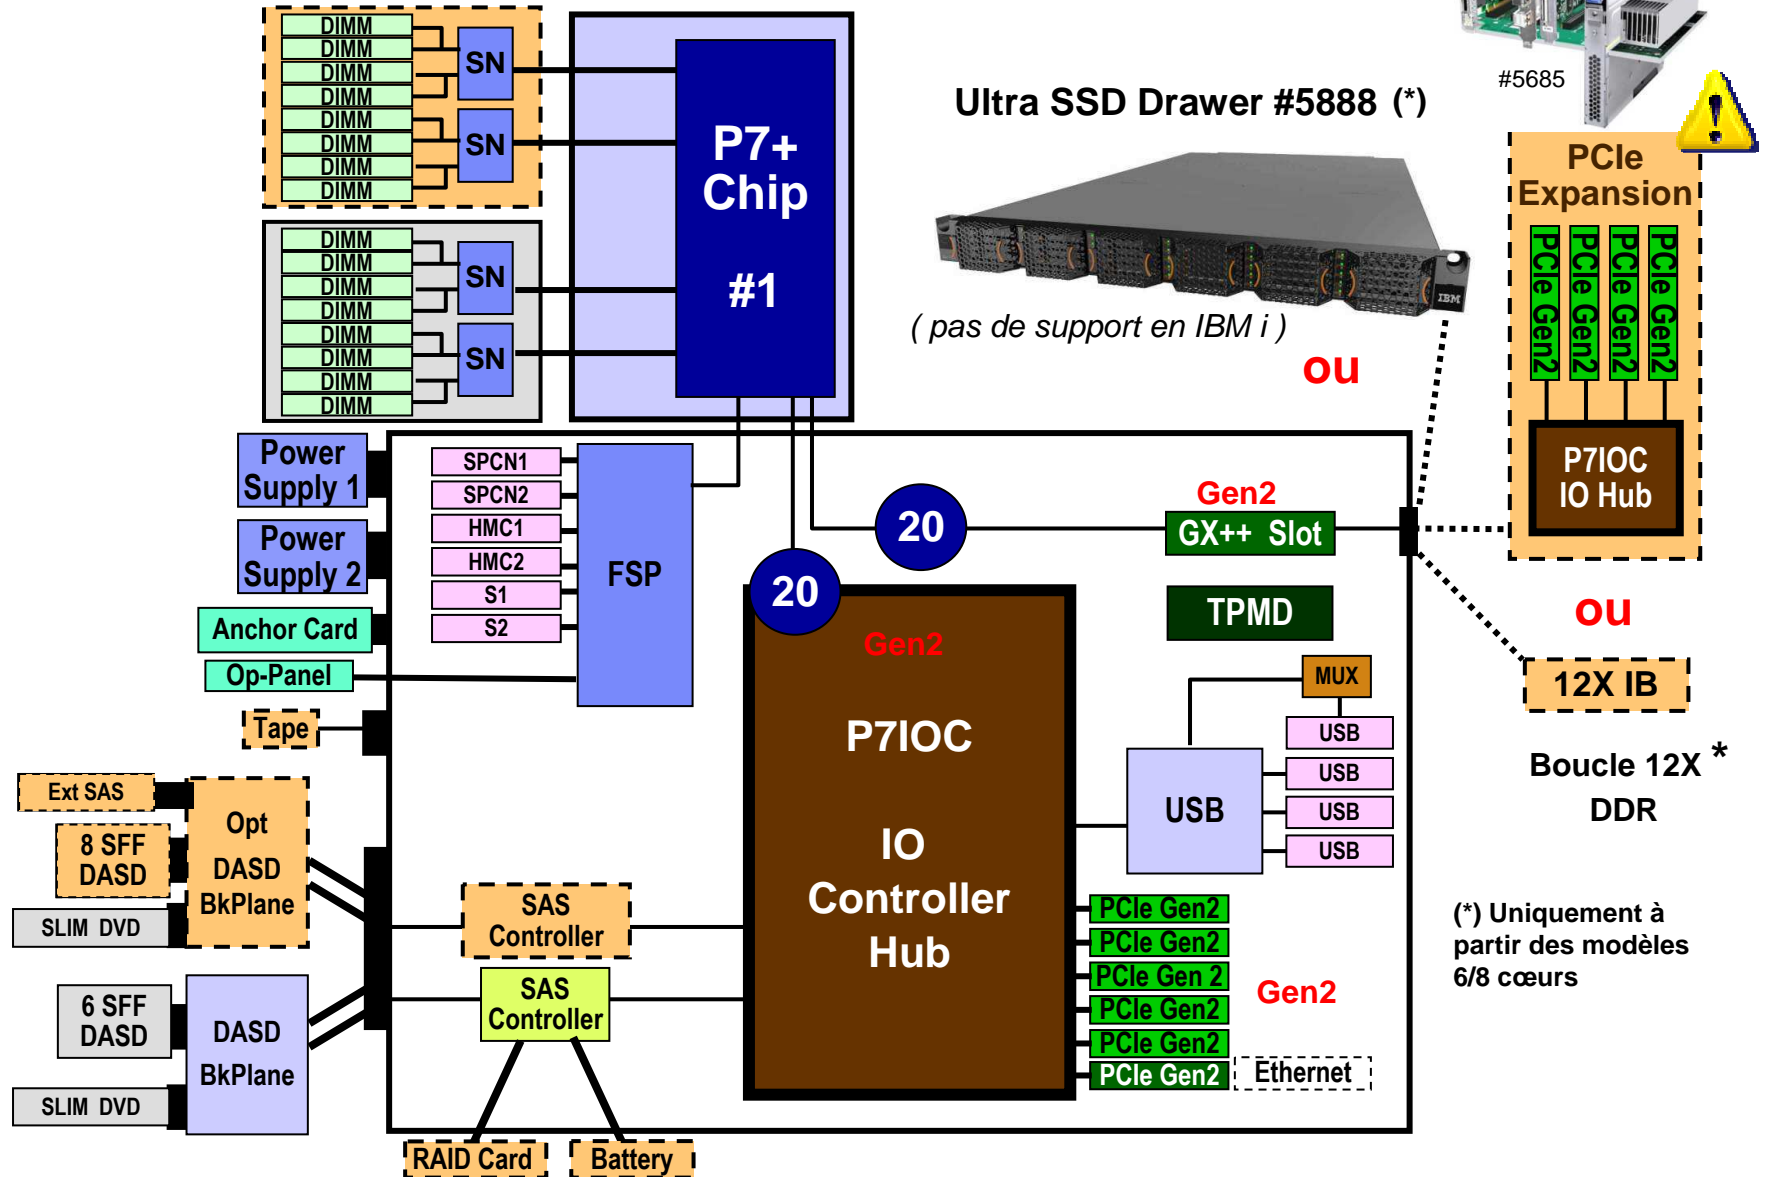 DIMM
DIMM
DIMM
DIMM
DIMM
DIMM
DIMM
DIMM
SN
SN
DIMM
DIMM
DIMM
DIMM
DIMM
DIMM
DIMM
DIMM
SN
SN
P7+
Chip
#1
Ultra SSD Drawer #5888 (*)
IBM
( pas de support en IBM i )
ou
#5685
!
PCIe
Expansion
PCIe Gen2
PCIe Gen2
PCIe Gen2
PCIe Gen2
P7IOC
IO Hub
ou
12X IB
Boucle 12X *
DDR
(*) Uniquement à
partir des modèles
6/8 cœurs
Power
Supply 1
Power
Supply 2
Anchor Card
Op-Panel
Tape
Ext SAS
8 SFF
DASD
SLIM DVD
Opt
DASD
BkPlane
6 SFF
DASD
SLIM DVD
DASD
BkPlane
SPCN1
SPCN2
HMC1
HMC2
S1
S2
FSP
20
20
Gen2
GX++ Slot
TPMD
Gen2
P7IOC
IO
Controller
Hub
MUX
USB
USB
USB
USB
USB
SAS
Controller
SAS
Controller
RAID Card
Battery
PCIe Gen2
PCIe Gen2
PCIe Gen 2
PCIe Gen2
PCIe Gen2
PCIe Gen2
Gen2
Ethernet